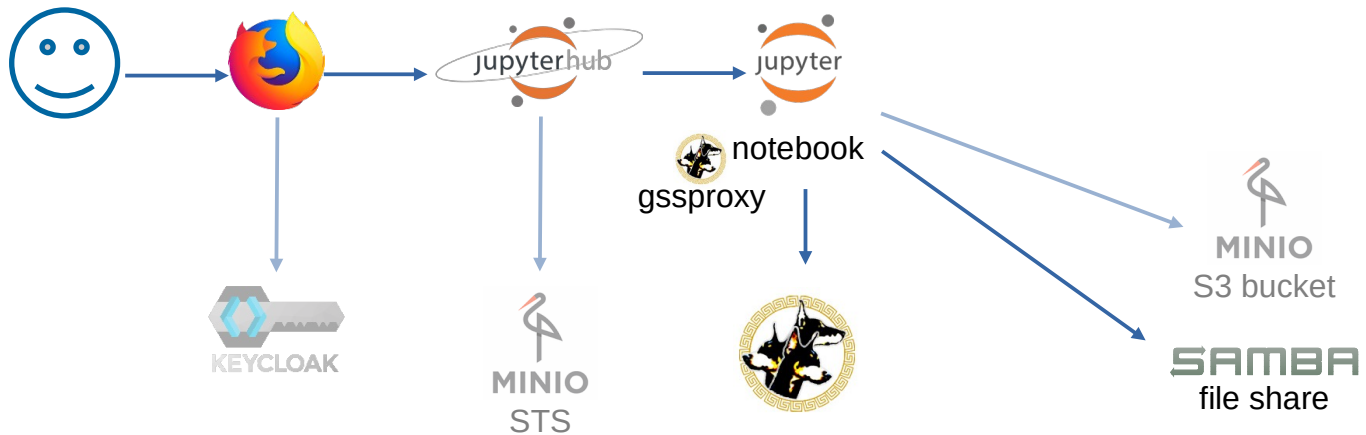 jupyterhub
jupyter
notebook
gssproxy
MINIO
S3 bucket
KEYCLOAK
MINIO
STS
SAMBA
file share